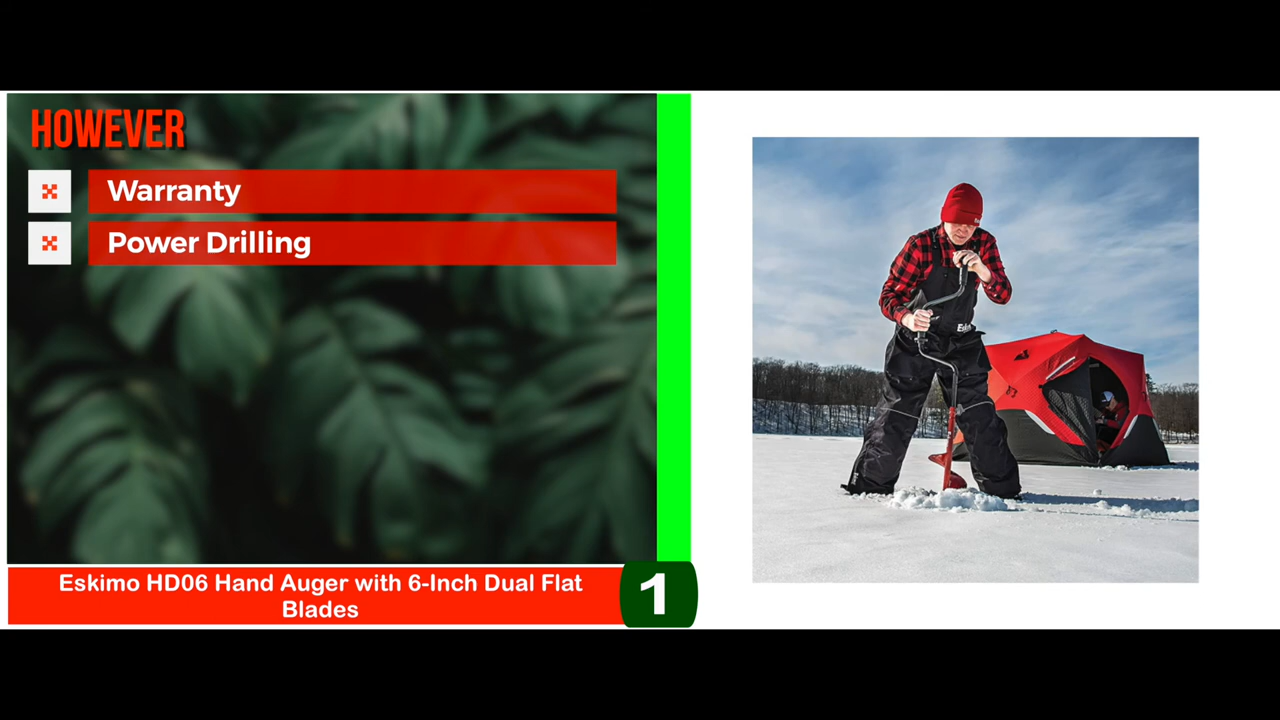 HOWEVER
Warranty
Power Drilling
Eskimo HD06 Hand Auger with 6-Inch Dual Flat
Blades
1